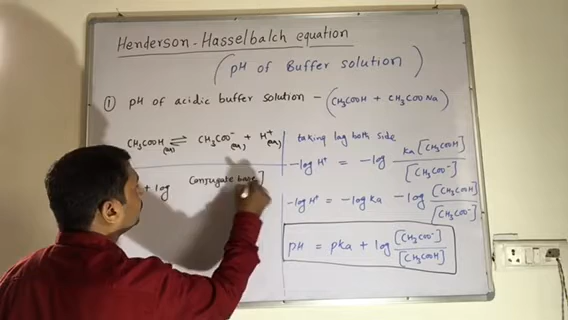 Henderson-Hasselbalch equation
(pH of Buffer solution)
① pH of acidic buffer solution - (CH₃COOH + CH₃COONa)
CH₃COOH(aq) ⇌ CH₃COO⁻(aq) + H⁺(aq)
+ log [Conjugate base]
taking log both side
-log H⁺ = -log Ka[CH₃COOH] / [CH₃COO⁻]
-log H⁺ = -log Ka - log [CH₃COOH] / [CH₃COO⁻]
pH = pKa + log [CH₃COO⁻] / [CH₃COOH]